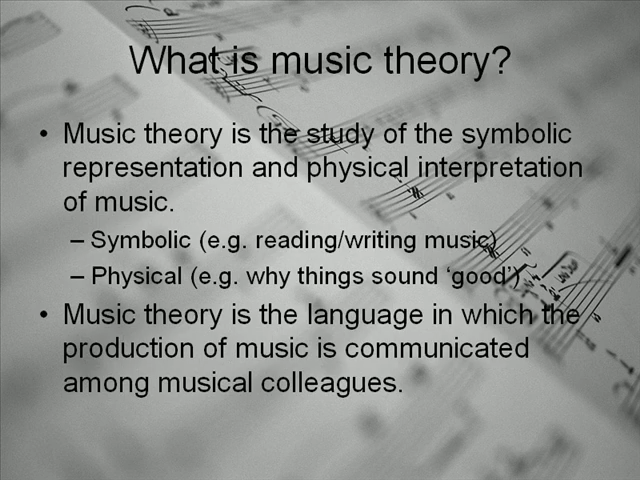 What is music theory?
• Music theory is the study of the symbolic
representation and physical interpretation
of music.
– Symbolic (e.g. reading/writing music)
– Physical (e.g. why things sound ‘good’)
• Music theory is the language in which the
production of music is communicated
among musical colleagues.